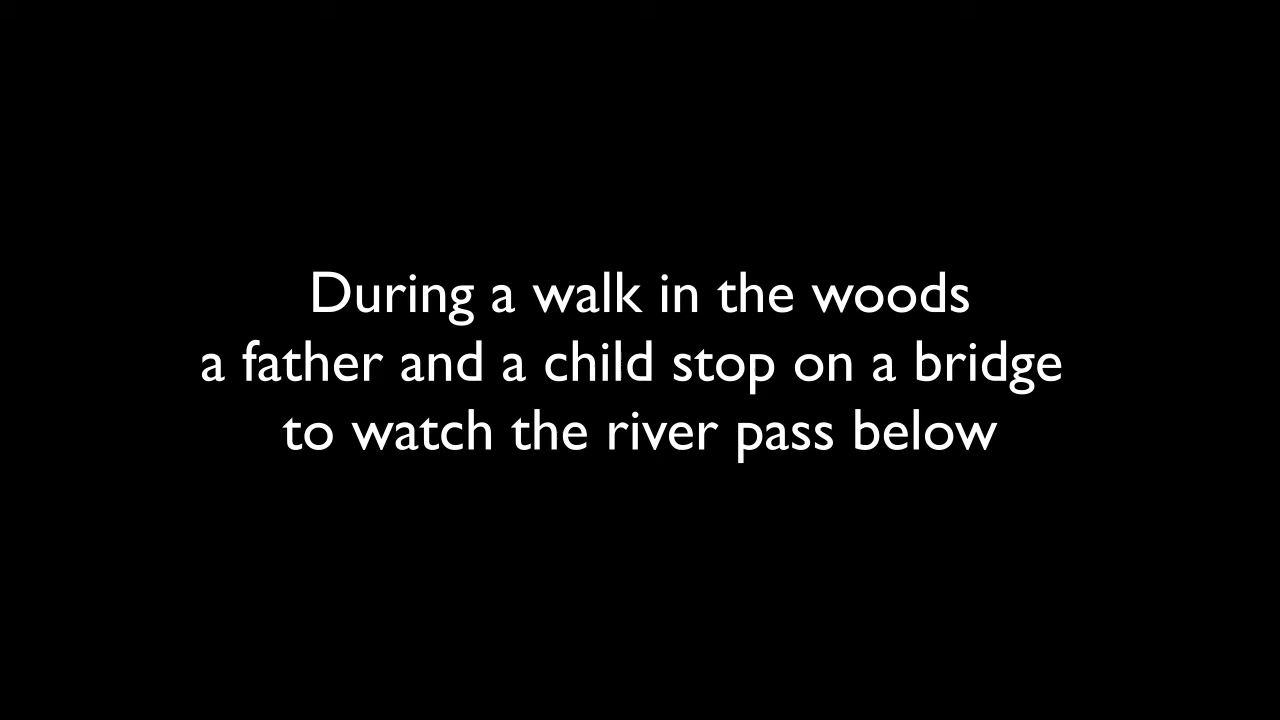 During a walk in the woods
a father and a child stop on a bridge
to watch the river pass below